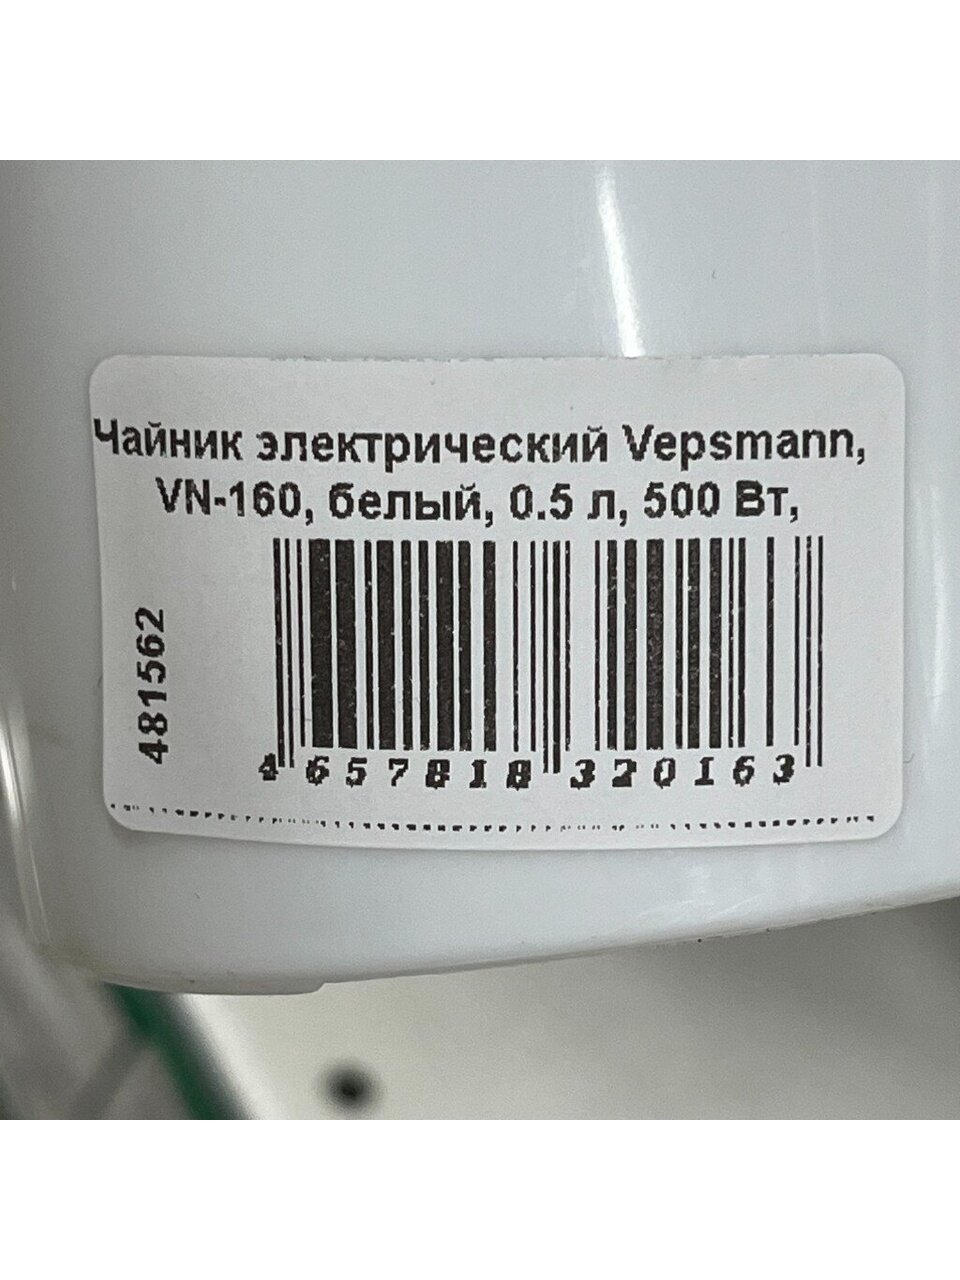 Чайник электрический Vepsmann,
VN-160, белый, 0.5 л, 500 Вт,
481562
4 657818 320163